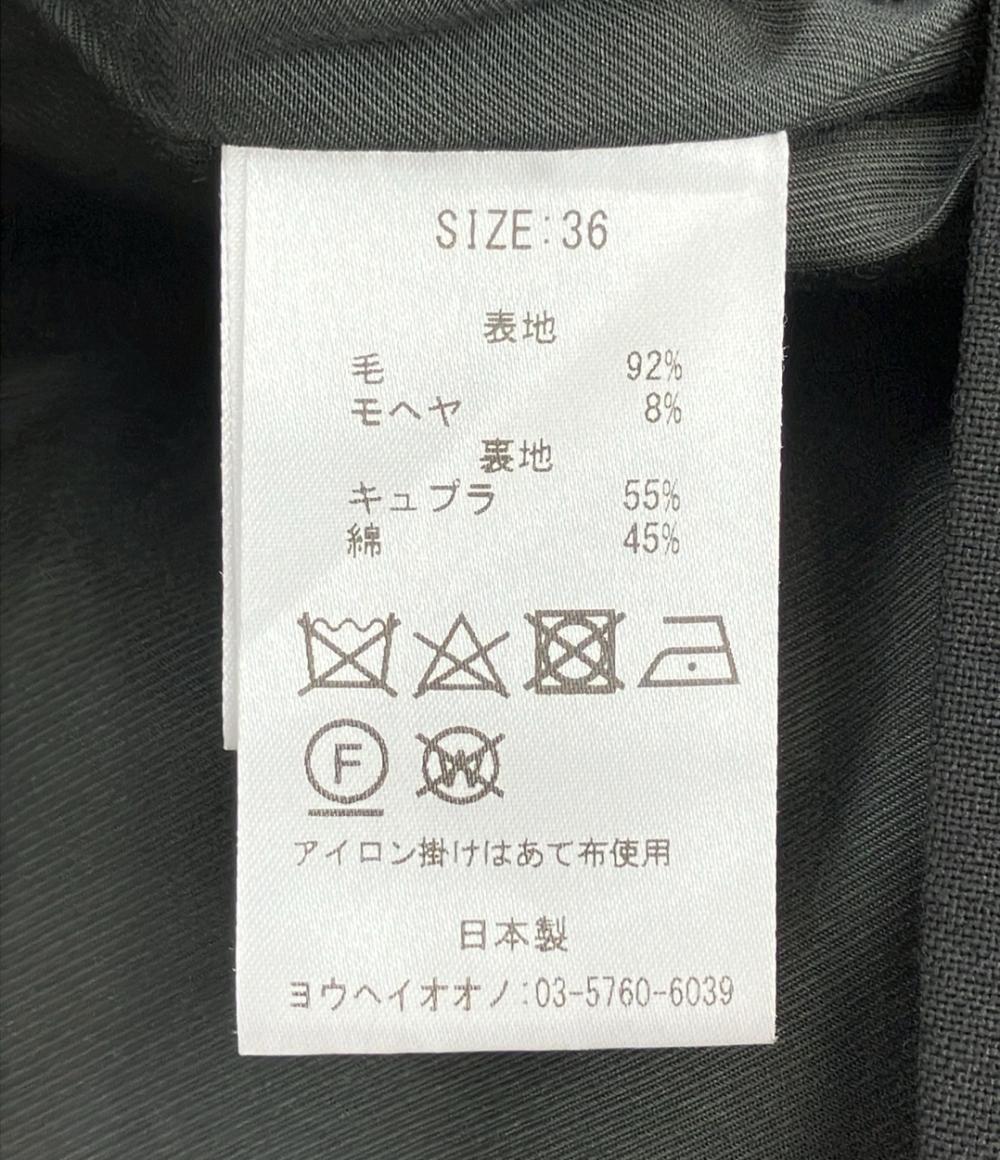 SIZE:36
表地
毛 92%
モヘヤ 8%
裏地
キュプラ 55%
綿 45%
F W
アイロン掛けはあて布使用
日本製
ヨウヘイオオノ:03-5760-6039